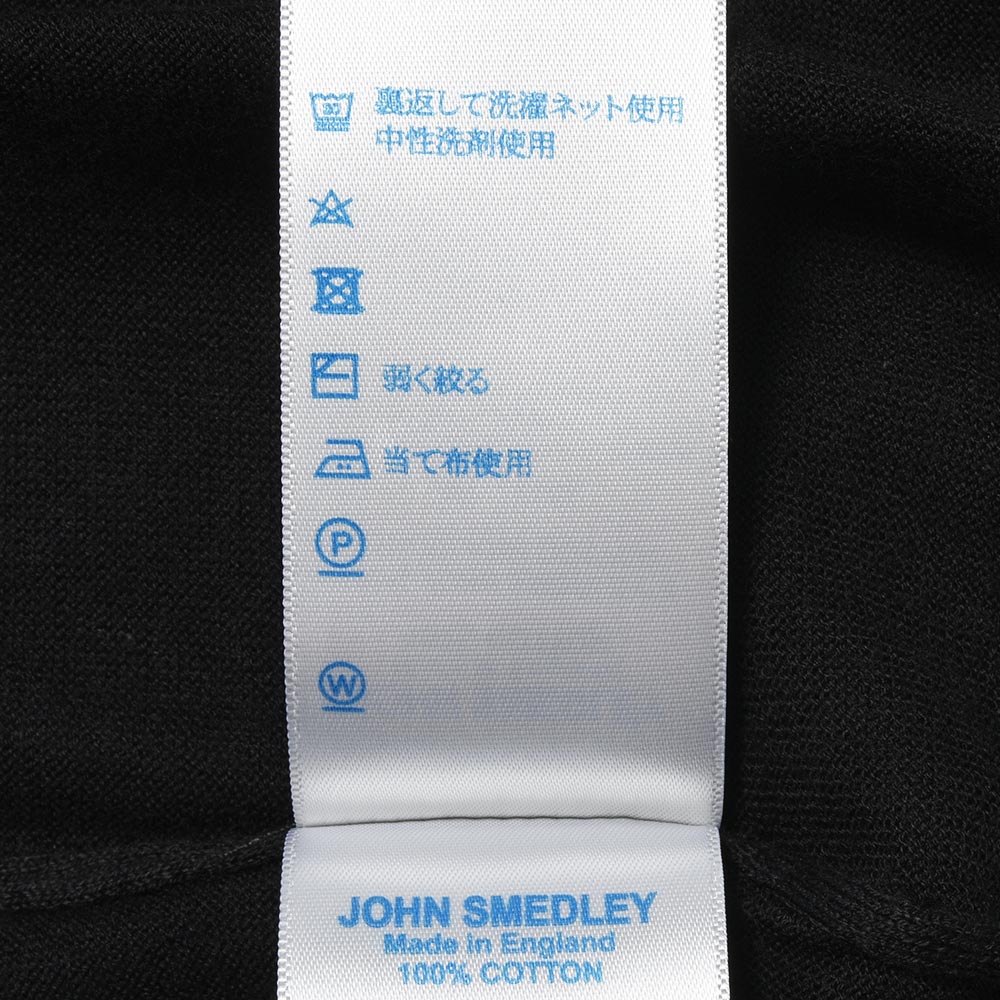 30 裏返して洗濯ネット使用
中性洗剤使用
弱く絞る
当て布使用
P
W
JOHN SMEDLEY
Made in England
100% COTTON